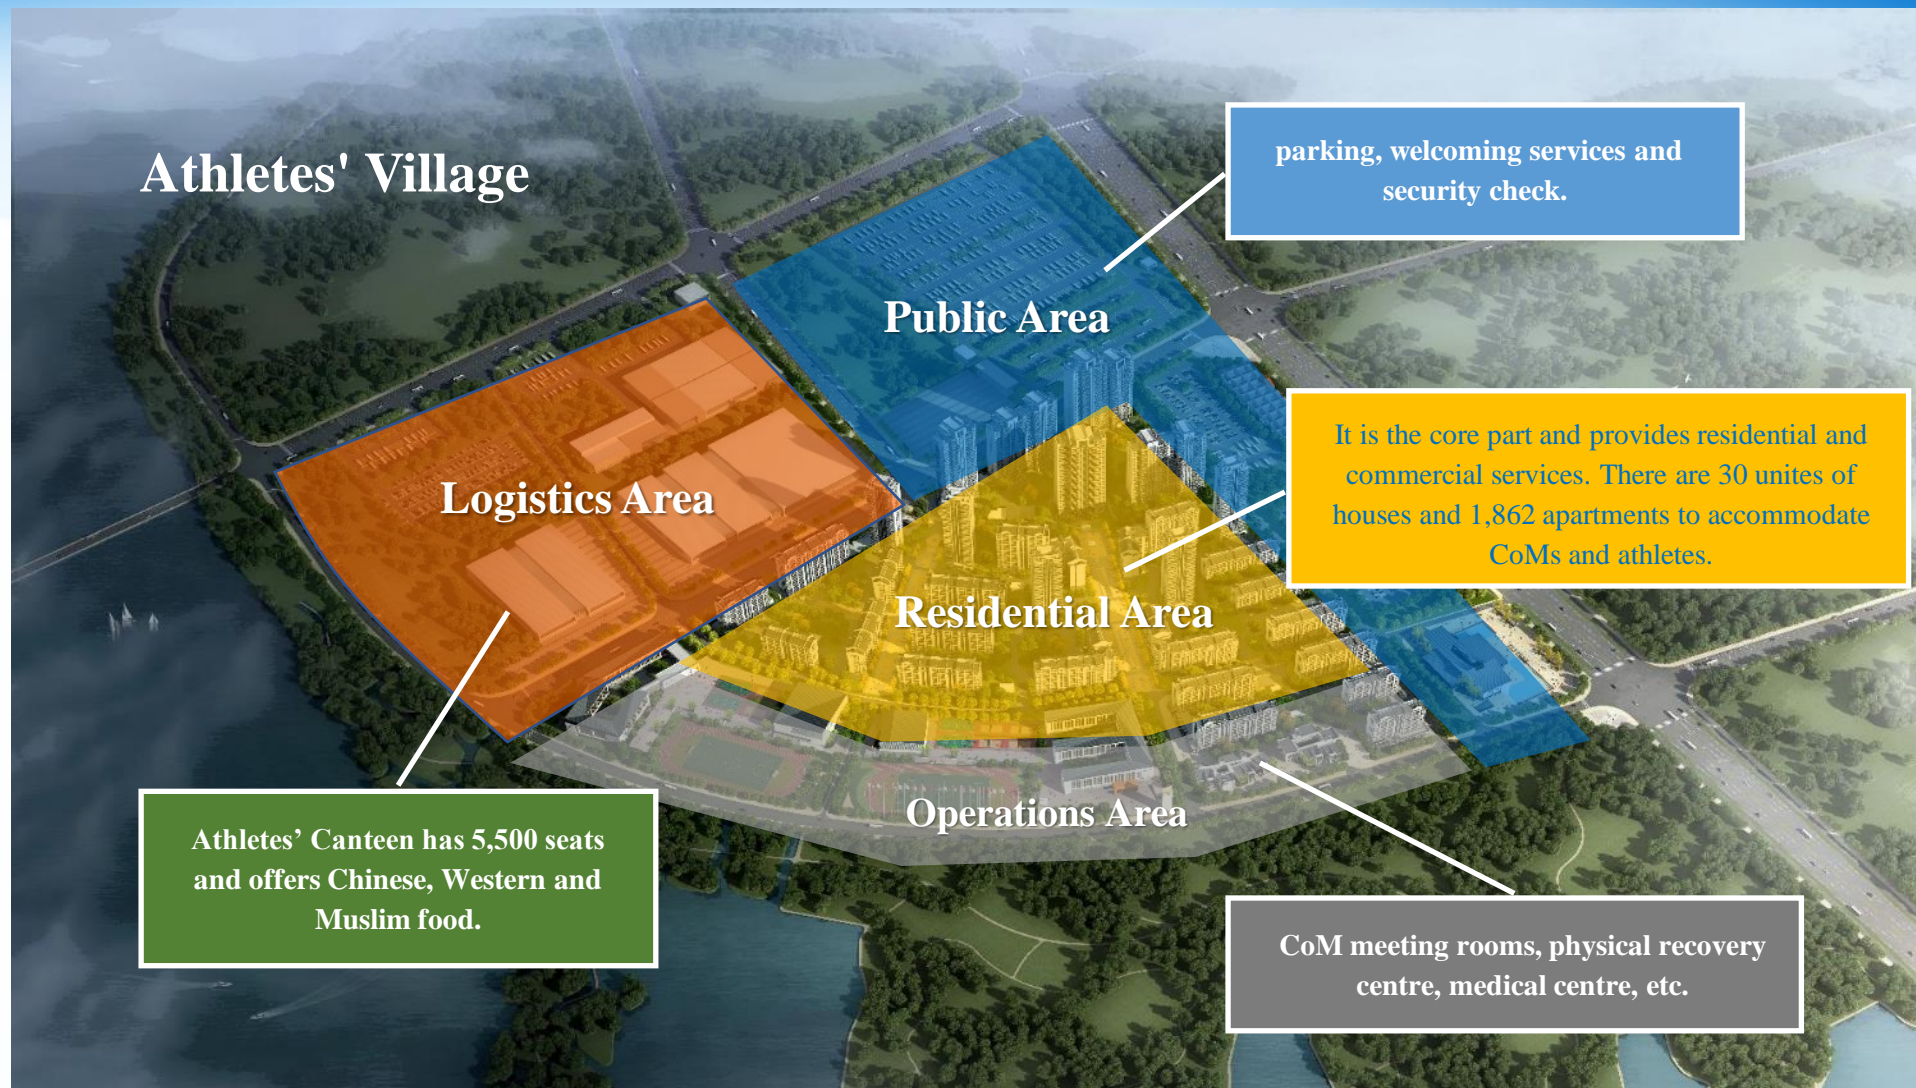 Athletes' Village
parking, welcoming services and
security check.
Public Area
It is the core part and provides residential and
commercial services. There are 30 unites of
houses and 1,862 apartments to accommodate
CoMs and athletes.
Logistics Area
Residential Area
Operations Area
Athletes’ Canteen has 5,500 seats
and offers Chinese, Western and
Muslim food.
CoM meeting rooms, physical recovery
centre, medical centre, etc.